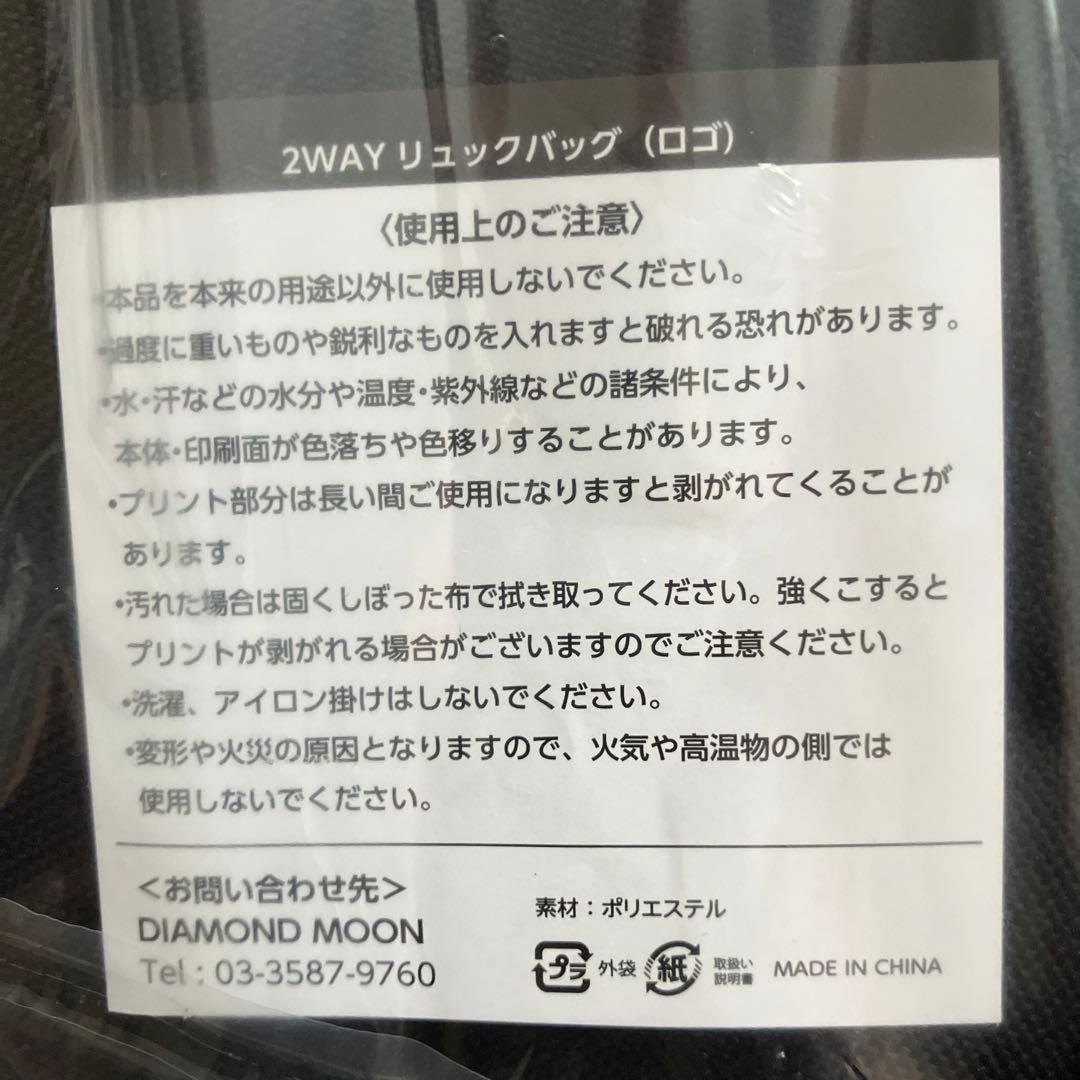 2WAY リュックバッグ（ロゴ）
〈使用上のご注意〉
・本品を本来の用途以外に使用しないでください。
・過度に重いものや鋭利なものを入れますと破れる恐れがあります。
・水・汗などの水分や温度・紫外線などの諸条件により、
本体・印刷面が色落ちや色移りすることがあります。
・プリント部分は長い間ご使用になりますと剥がれてくることが
あります。
・汚れた場合は固くしぼった布で拭き取ってください。強くこすると
プリントが剥がれる場合がございますのでご注意ください。
・洗濯、アイロン掛けはしないでください。
・変形や火災の原因となりますので、火気や高温物の側では
使用しないでください。
＜お問い合わせ先＞
DIAMOND MOON
Tel : 03-3587-9760
素材：ポリエステル
プラ 外袋 紙 取扱い説明書 MADE IN CHINA